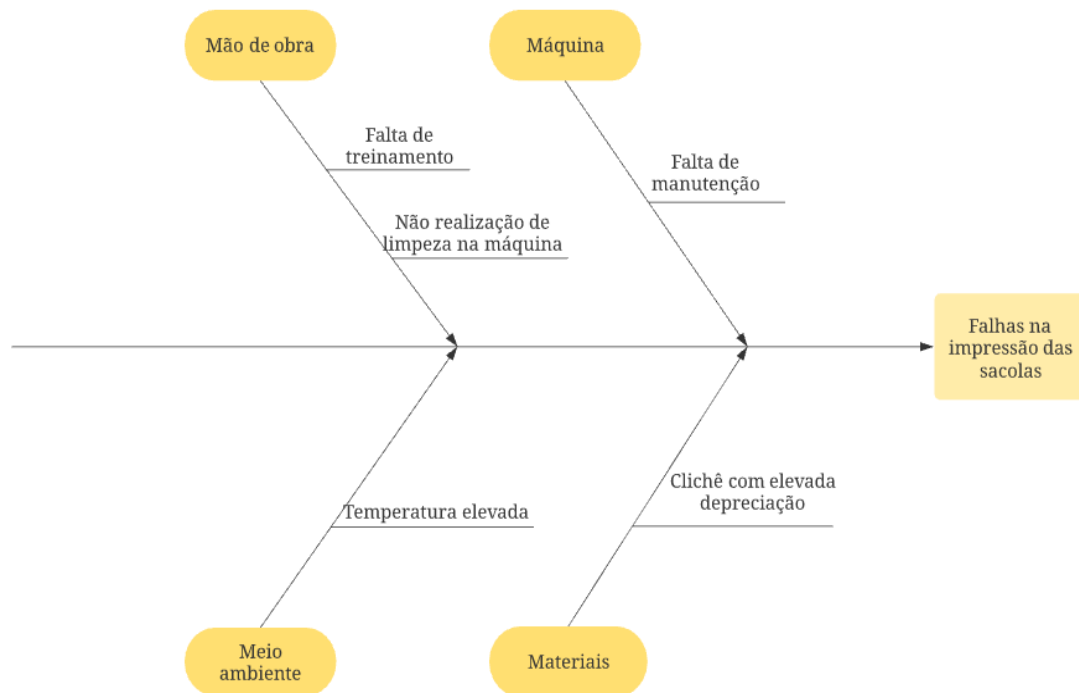 Mão de obra
Máquina
Falta de
treinamento
Falta de
manutenção
Não realização de
limpeza na máquina
Falhas na
impressão das
sacolas
Clichê com elevada
depreciação
Temperatura elevada
Meio
ambiente
Materiais